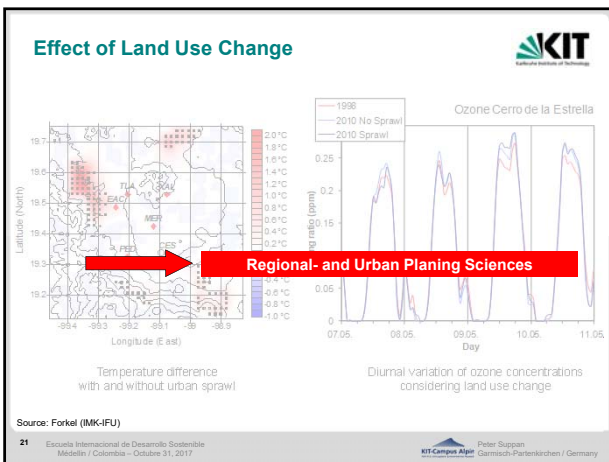 Effect of Land Use Change
KIT
Karlsruhe Institute of Technology
1998
2010 No Sprawl
2010 Sprawl
Ozone Cerro de la Estrella
Latitude (North)
19.7
19.6
19.5
19.4
19.3
19.2
TLA
XAL
EAC
MER
PED
CES
-99.4 -99.3 -99.2 -99.1 -99 -98.9
Longitude (East)
2.0°C
1.8°C
1.6°C
1.4°C
1.2°C
1.0°C
0.8°C
0.6°C
0.4°C
0.2°C
-0.4°C
-0.6°C
-0.8°C
-1.0°C
ng ratio (ppm)
0.25
0.2
0.15
0.05
0
07.05. 08.05. 09.05. 10.05. 11.05.
Day
Regional- and Urban Planing Sciences
Temperature difference
with and without urban sprawl
Diurnal variation of ozone concentrations
considering land use change
Source: Forkel (IMK-IFU)
21 Escuela Internacional de Desarrollo Sostenible
Médellin / Colombia – Octubre 31, 2017
KIT-Campus Alpin
Peter Suppan
Garmisch-Partenkirchen / Germany